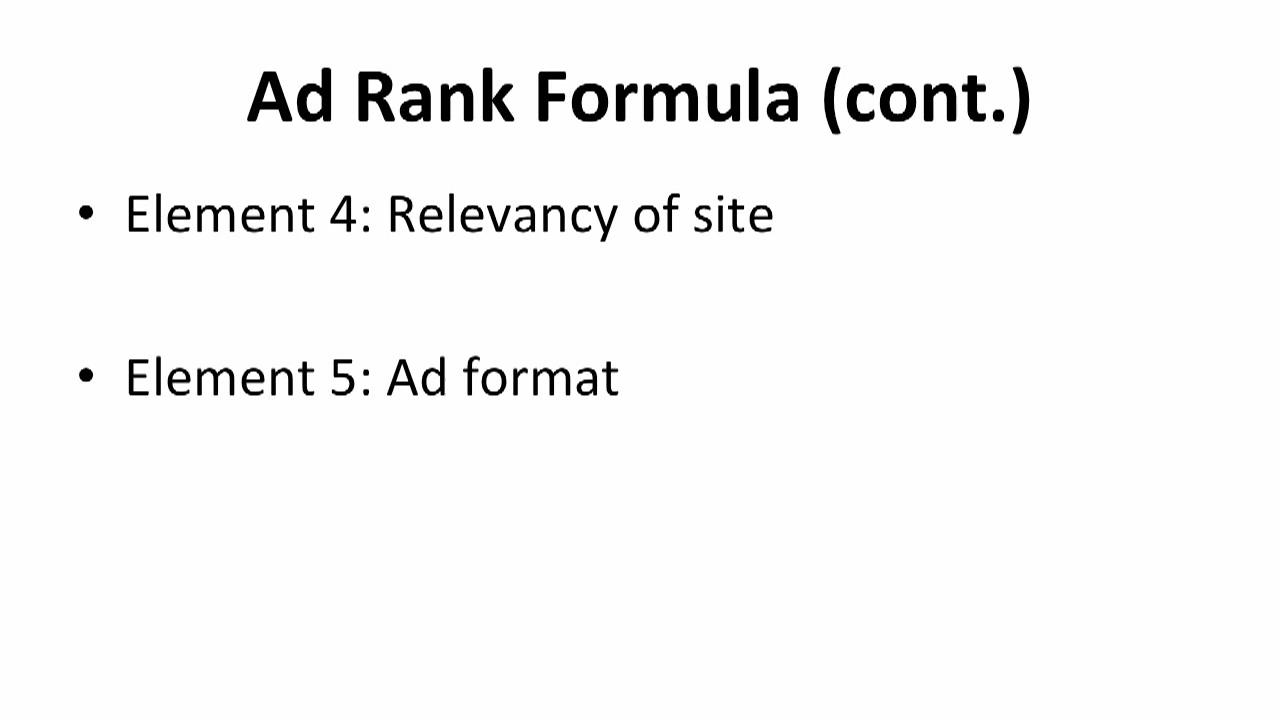 Ad Rank Formula (cont.)
• Element 4: Relevancy of site
• Element 5: Ad format